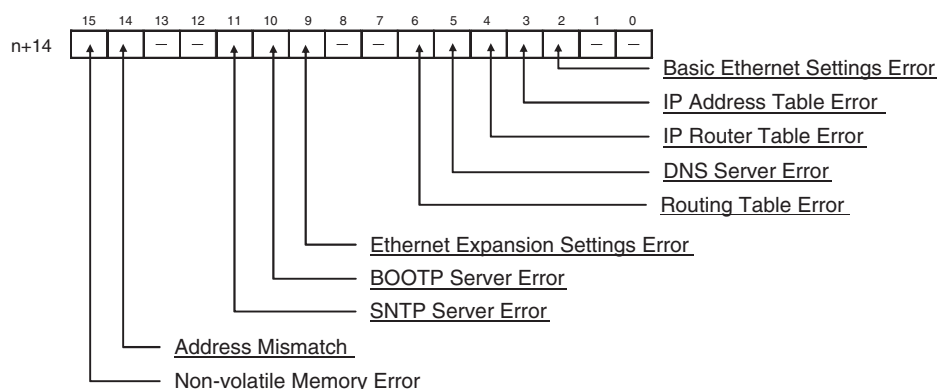 15 14 13 12 11 10 9 8 7 6 5 4 3 2 1 0
n+14 – – – – – –
Basic Ethernet Settings Error
IP Address Table Error
IP Router Table Error
DNS Server Error
Routing Table Error
Ethernet Expansion Settings Error
BOOTP Server Error
SNTP Server Error
Address Mismatch
Non-volatile Memory Error